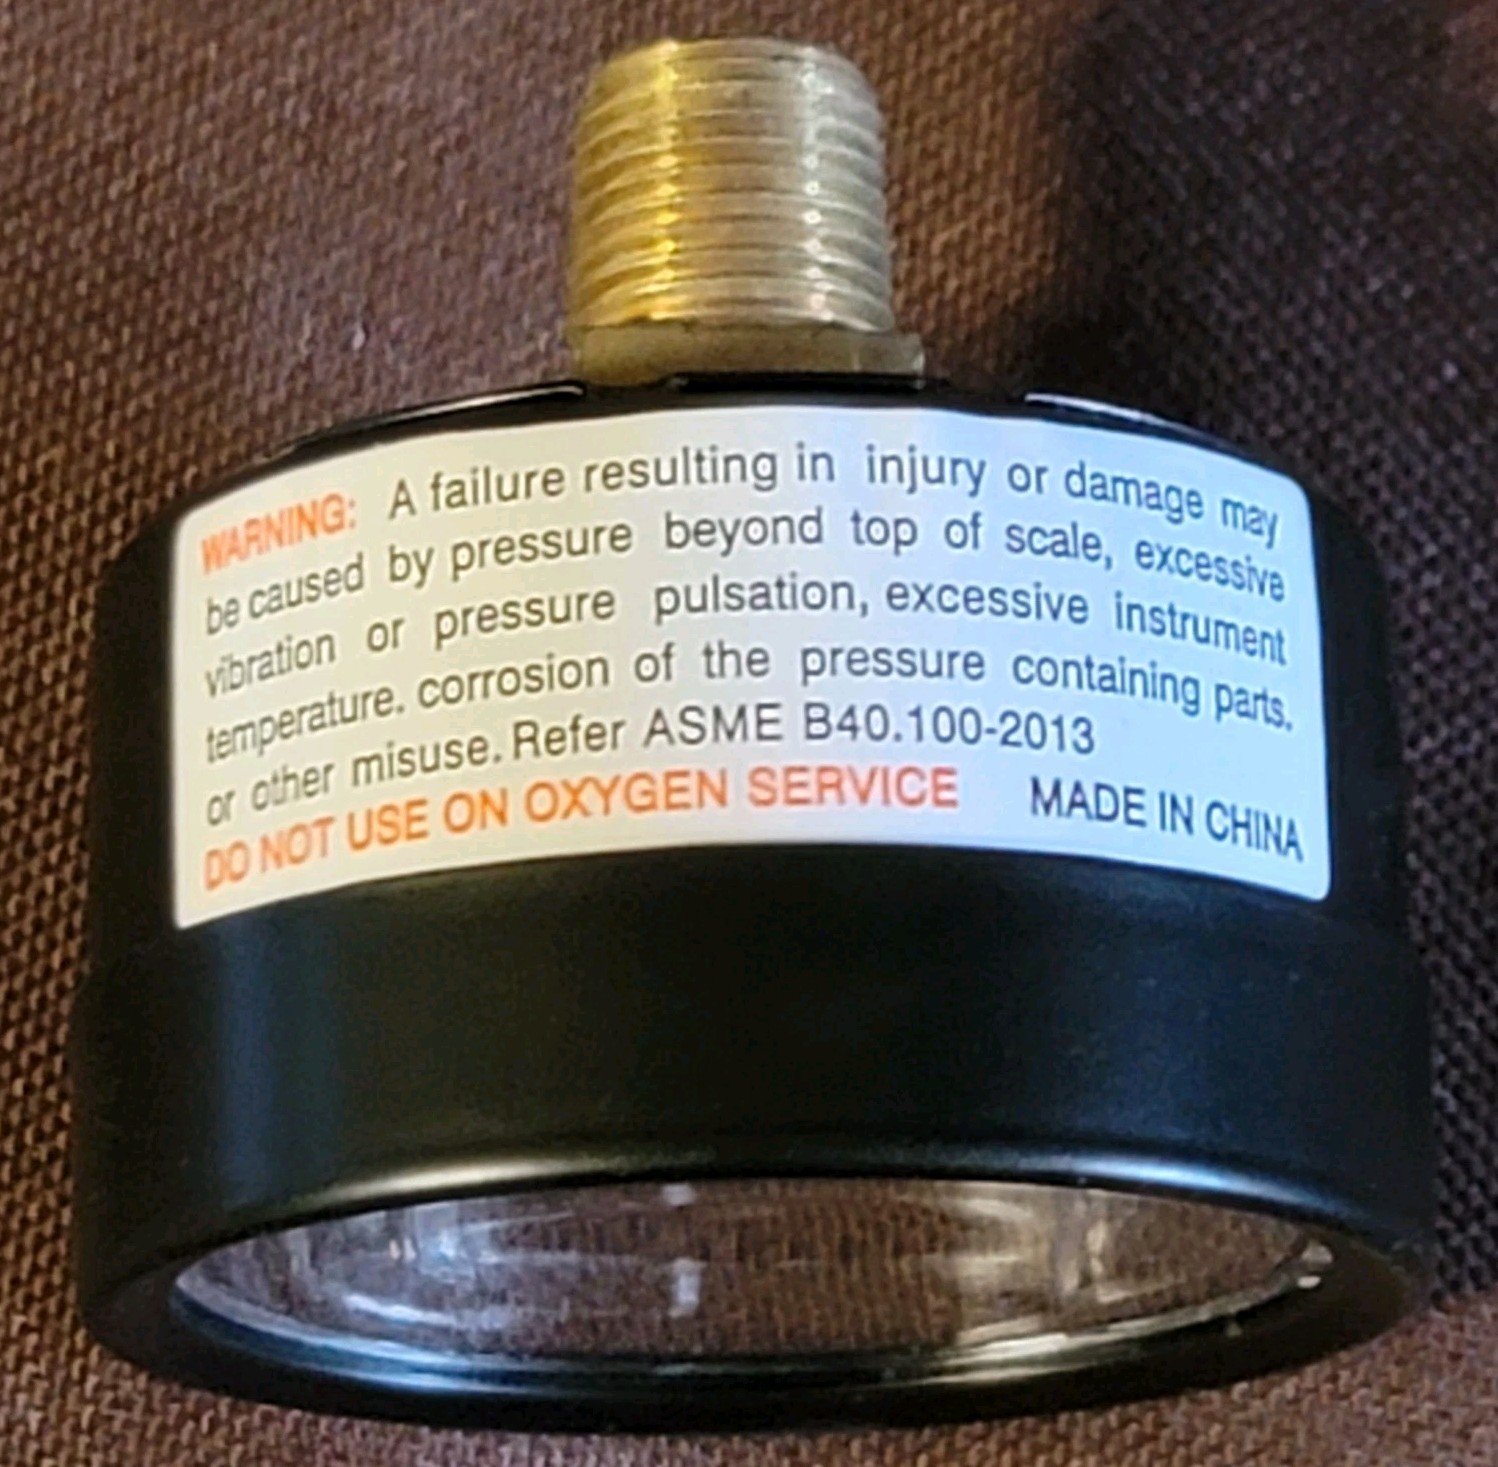 WARNING: A failure resulting in injury or damage may
be caused by pressure beyond top of scale, excessive
vibration or pressure pulsation, excessive instrument
temperature. corrosion of the pressure containing parts.
or other misuse. Refer ASME B40.100-2013
DO NOT USE ON OXYGEN SERVICE MADE IN CHINA